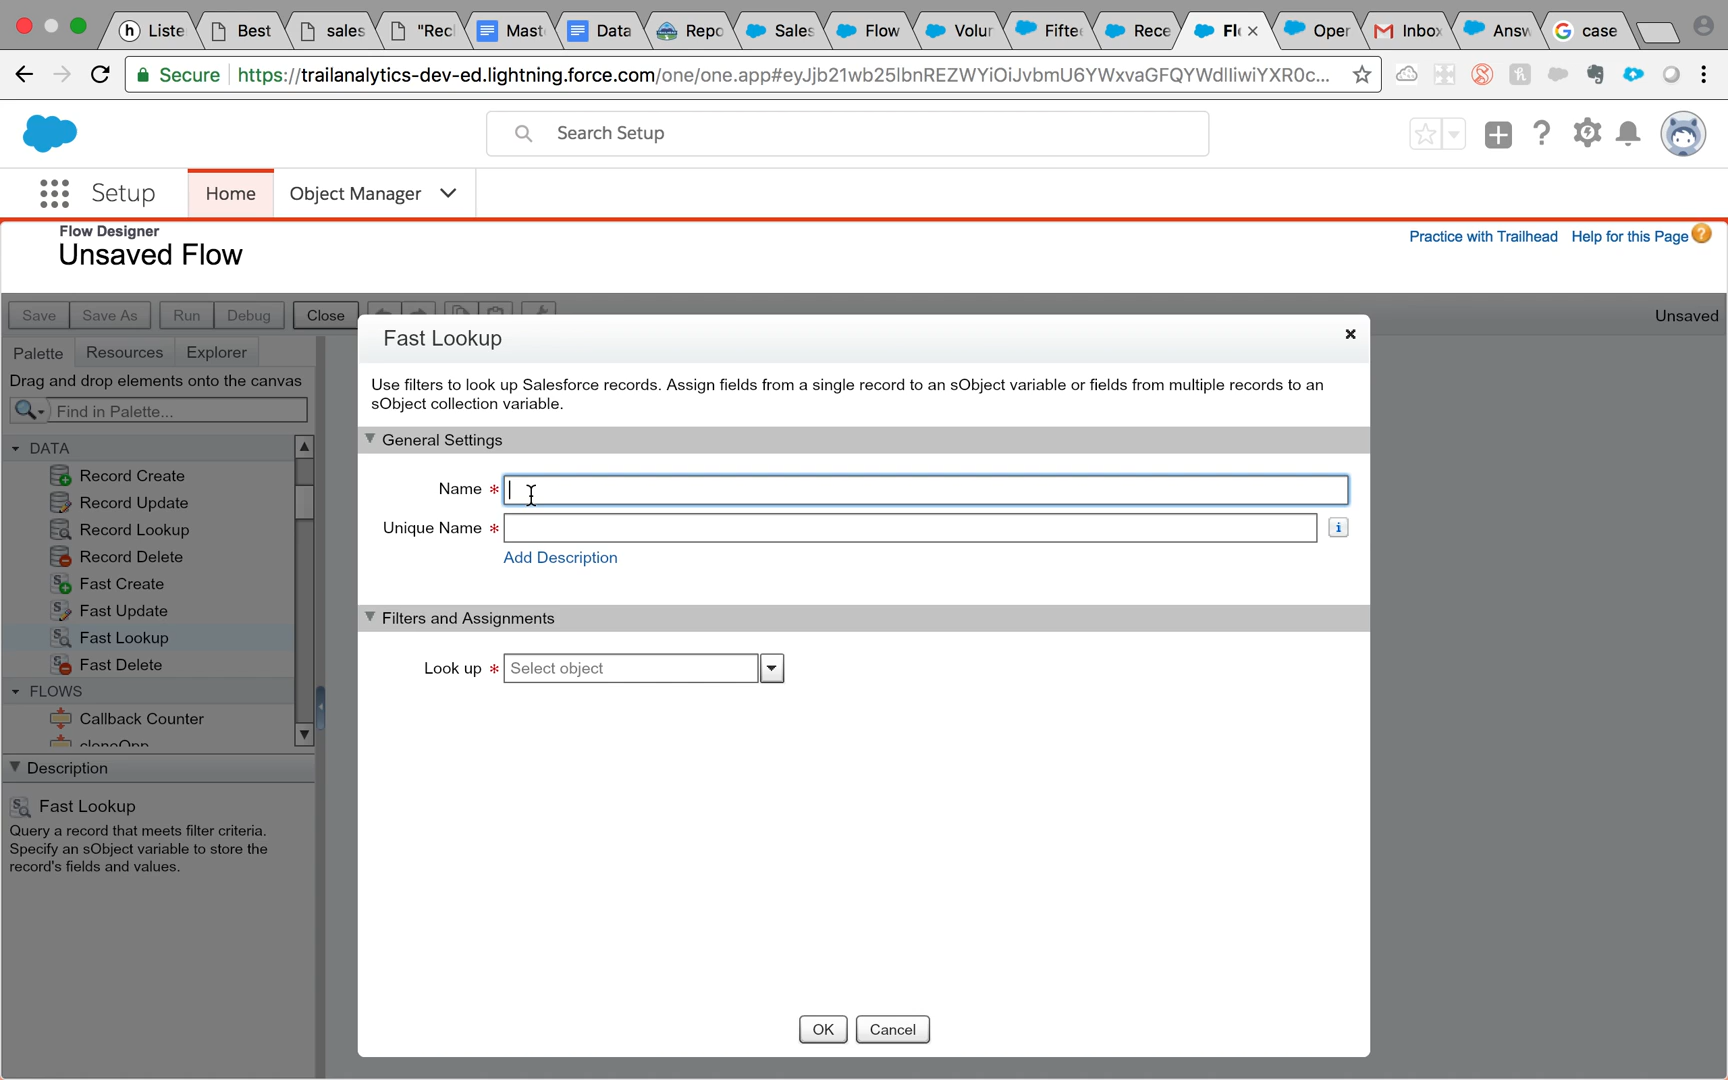 Liste
Best
sales
"Rec
Mast
Data
Repo
Sales
Flow
Volur
Fifte
Rece
Fl
Oper
Inbo
Answ
case
Secure
https://trailanalytics-dev-ed.lightning.force.com/one/one.app#eyJjb21wb25lbnREZWYiOiJvbmU6YWxvaGFQYWdlIiwiYXR0c...
Search Setup
Setup
Home
Object Manager
Flow Designer
Unsaved Flow
Practice with Trailhead
Help for this Page
Save
Save As
Run
Debug
Close
Unsaved
Palette
Resources
Explorer
Drag and drop elements onto the canvas
Find in Palette...
DATA
Record Create
Record Update
Record Lookup
Record Delete
Fast Create
Fast Update
Fast Lookup
Fast Delete
FLOWS
Callback Counter
cloneOpp
Description
Fast Lookup
Query a record that meets filter criteria.
Specify an sObject variable to store the
record's fields and values.
Fast Lookup
Use filters to look up Salesforce records. Assign fields from a single record to an sObject variable or fields from multiple records to an
sObject collection variable.
General Settings
Name *
Unique Name *
Add Description
Filters and Assignments
Look up * Select object
OK
Cancel